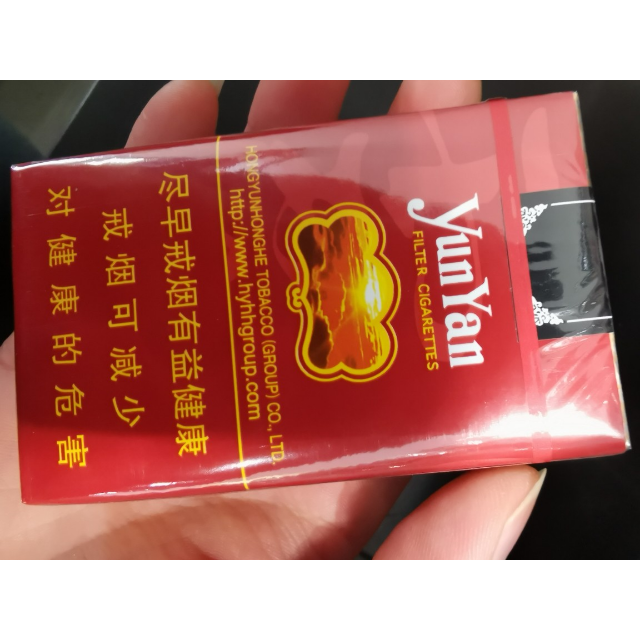 YunYan
FILTER CIGARETTES
HONGYUNHONGHE TOBACCO (GROUP) CO., LTD.
http://www.hyhhgroup.com
尽早戒烟有益健康
戒烟可减少
对健康的危害